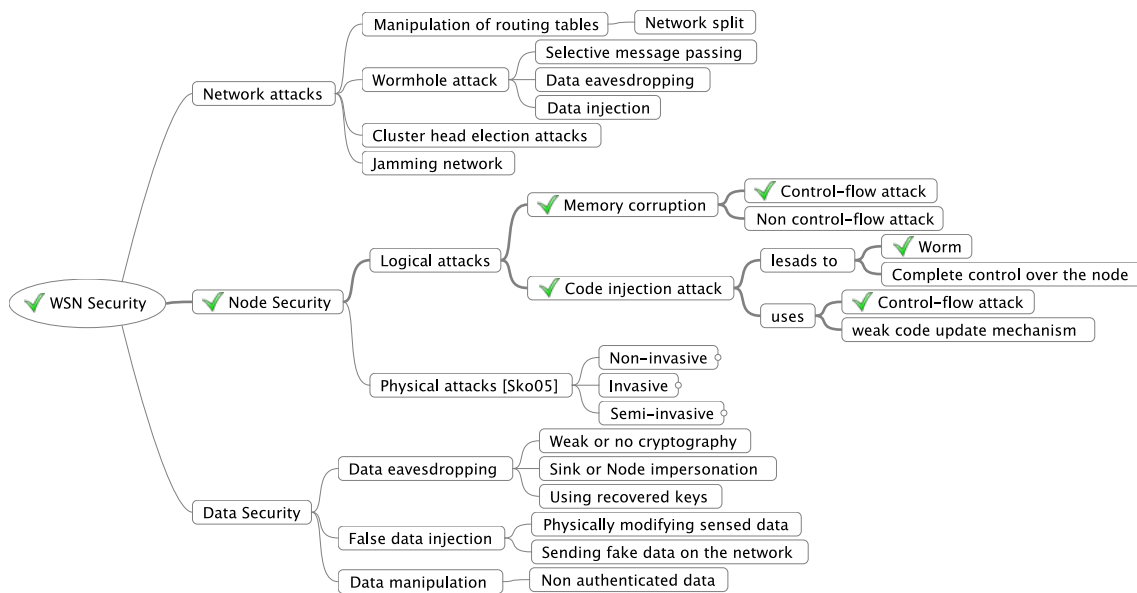 WSN Security
Network attacks
Manipulation of routing tables
Network split
Wormhole attack
Selective message passing
Data eavesdropping
Data injection
Cluster head election attacks
Jamming network
Node Security
Logical attacks
Memory corruption
Control-flow attack
Non control-flow attack
Code injection attack
lesads to
Worm
Complete control over the node
uses
Control-flow attack
weak code update mechanism
Physical attacks [Sko05]
Non-invasive
Invasive
Semi-invasive
Data Security
Data eavesdropping
Weak or no cryptography
Sink or Node impersonation
Using recovered keys
False data injection
Physically modifying sensed data
Sending fake data on the network
Data manipulation
Non authenticated data